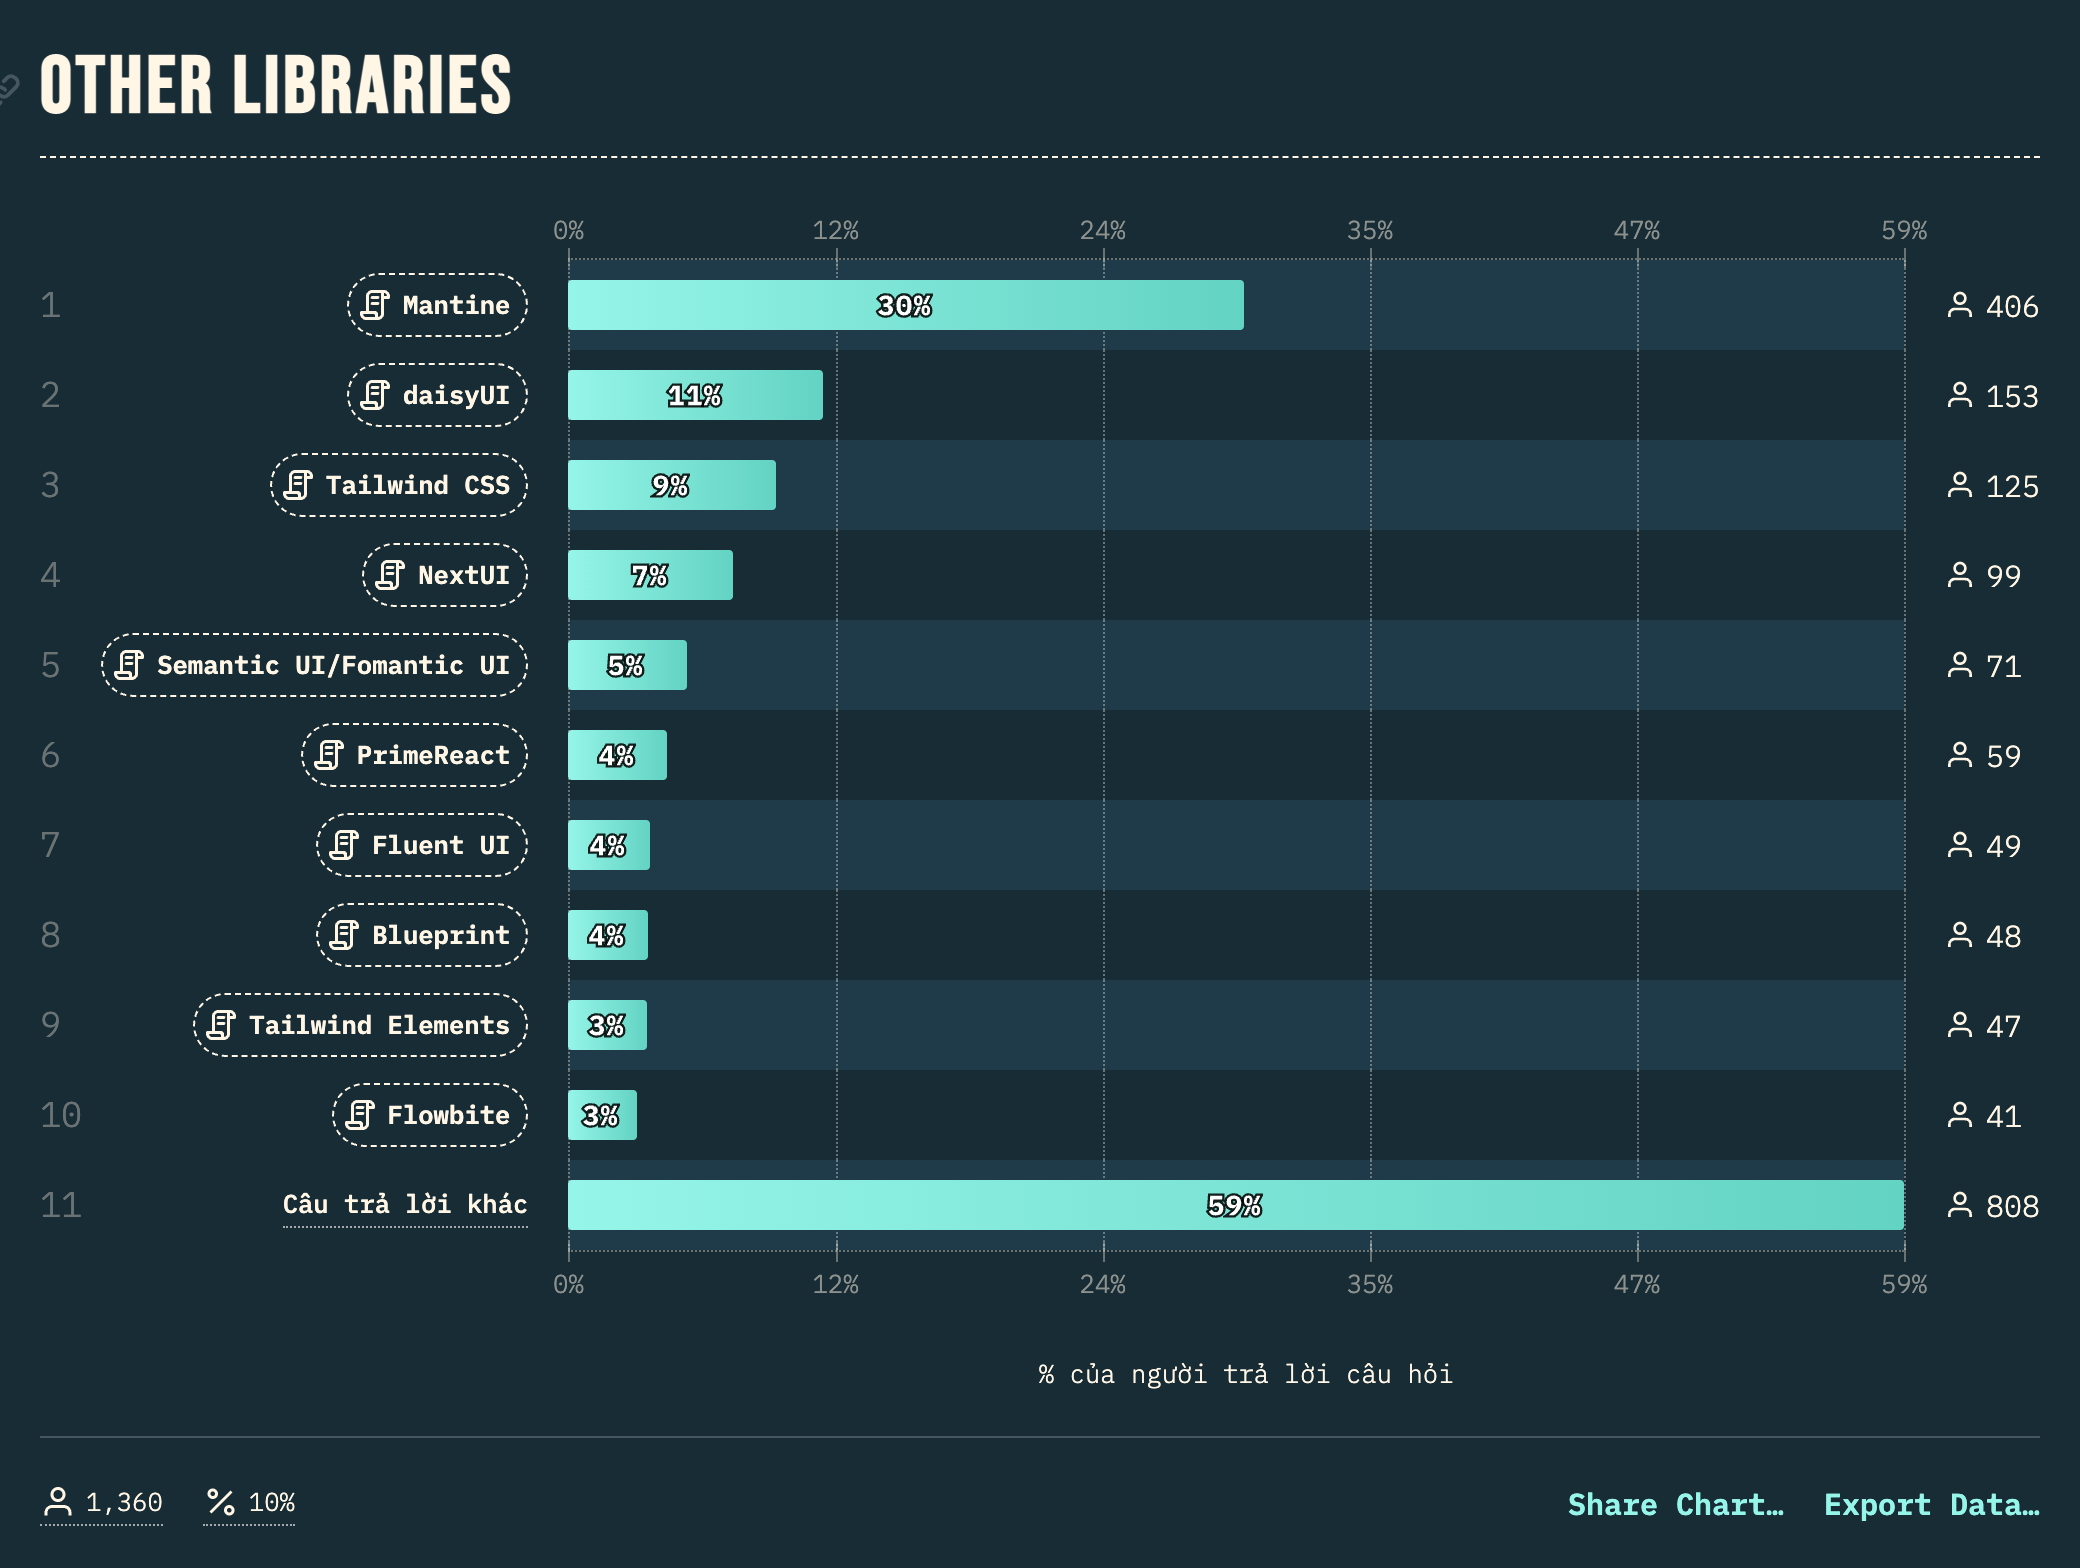 OTHER LIBRARIES
0% 12% 24% 35% 47% 59%
1 Mantine 30% 406
2 daisyUI 11% 153
3 Tailwind CSS 9% 125
4 NextUI 7% 99
5 Semantic UI/Fomantic UI 5% 71
6 PrimeReact 4% 59
7 Fluent UI 4% 49
8 Blueprint 4% 48
9 Tailwind Elements 3% 47
10 Flowbite 3% 41
11 Câu trả lời khác 59% 808
0% 12% 24% 35% 47% 59%
% của người trả lời câu hỏi
1,360 % 10% Share Chart… Export Data…